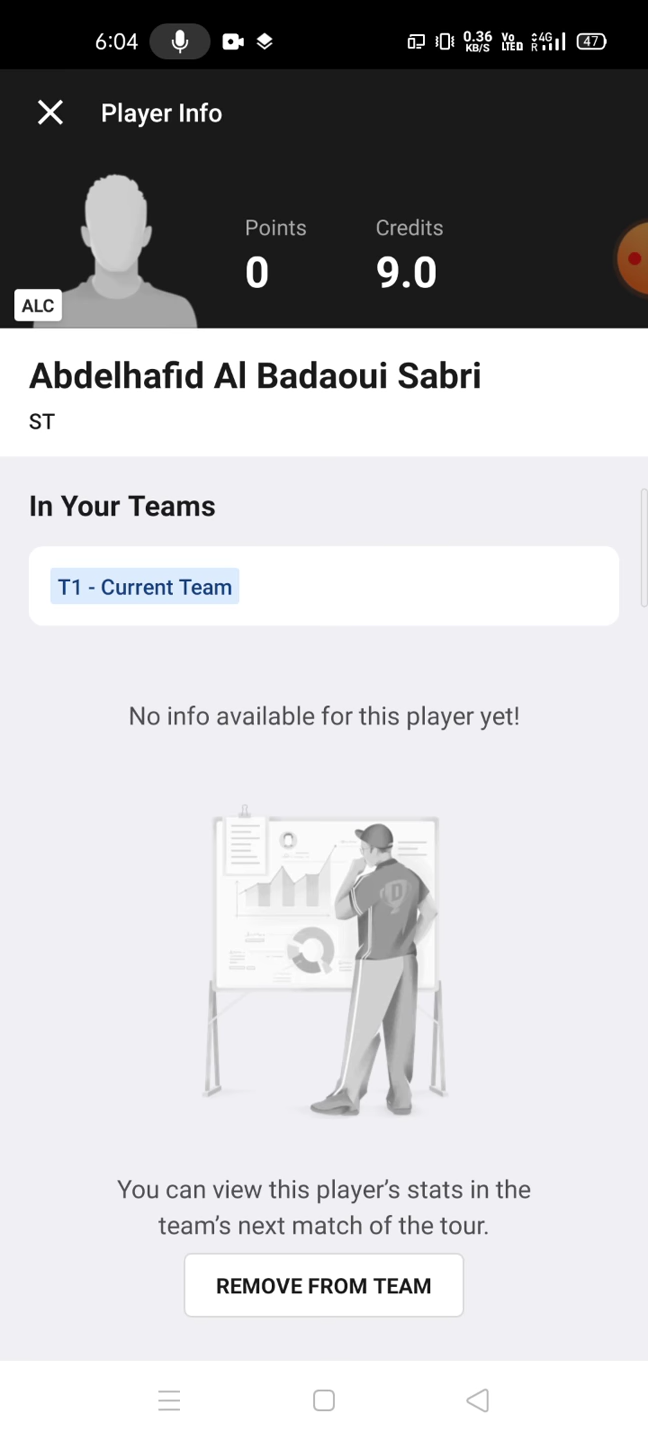 6:04
0.36
KB/S
Vo
LTED
4G
R
47
Player Info
Points
Credits
0
9.0
ALC
Abdelhafid Al Badaoui Sabri
ST
In Your Teams
T1 - Current Team
No info available for this player yet!
D
You can view this player’s stats in the
team’s next match of the tour.
REMOVE FROM TEAM